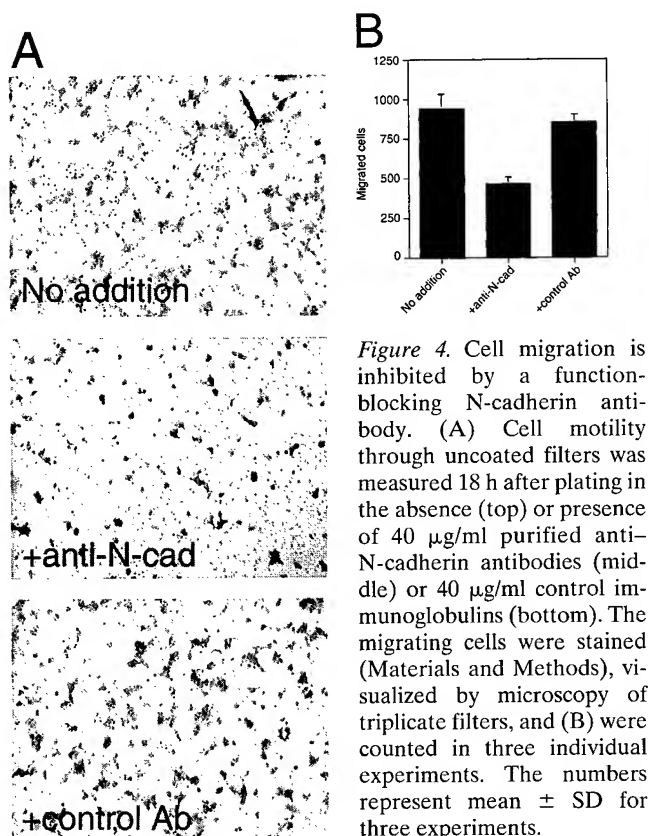 A
No addition
+anti-N-cad
+control Ab
B
1250
1000
750
500
250
0
Migrated cells
No addition
+anti-N-cad
+control Ab
Figure 4. Cell migration is
inhibited by a function-
blocking N-cadherin anti-
body. (A) Cell motility
through uncoated filters was
measured 18 h after plating in
the absence (top) or presence
of 40 μg/ml purified anti–
N-cadherin antibodies (mid-
dle) or 40 μg/ml control im-
munoglobulins (bottom). The
migrating cells were stained
(Materials and Methods), vi-
sualized by microscopy of
triplicate filters, and (B) were
counted in three individual
experiments. The numbers
represent mean ± SD for
three experiments.